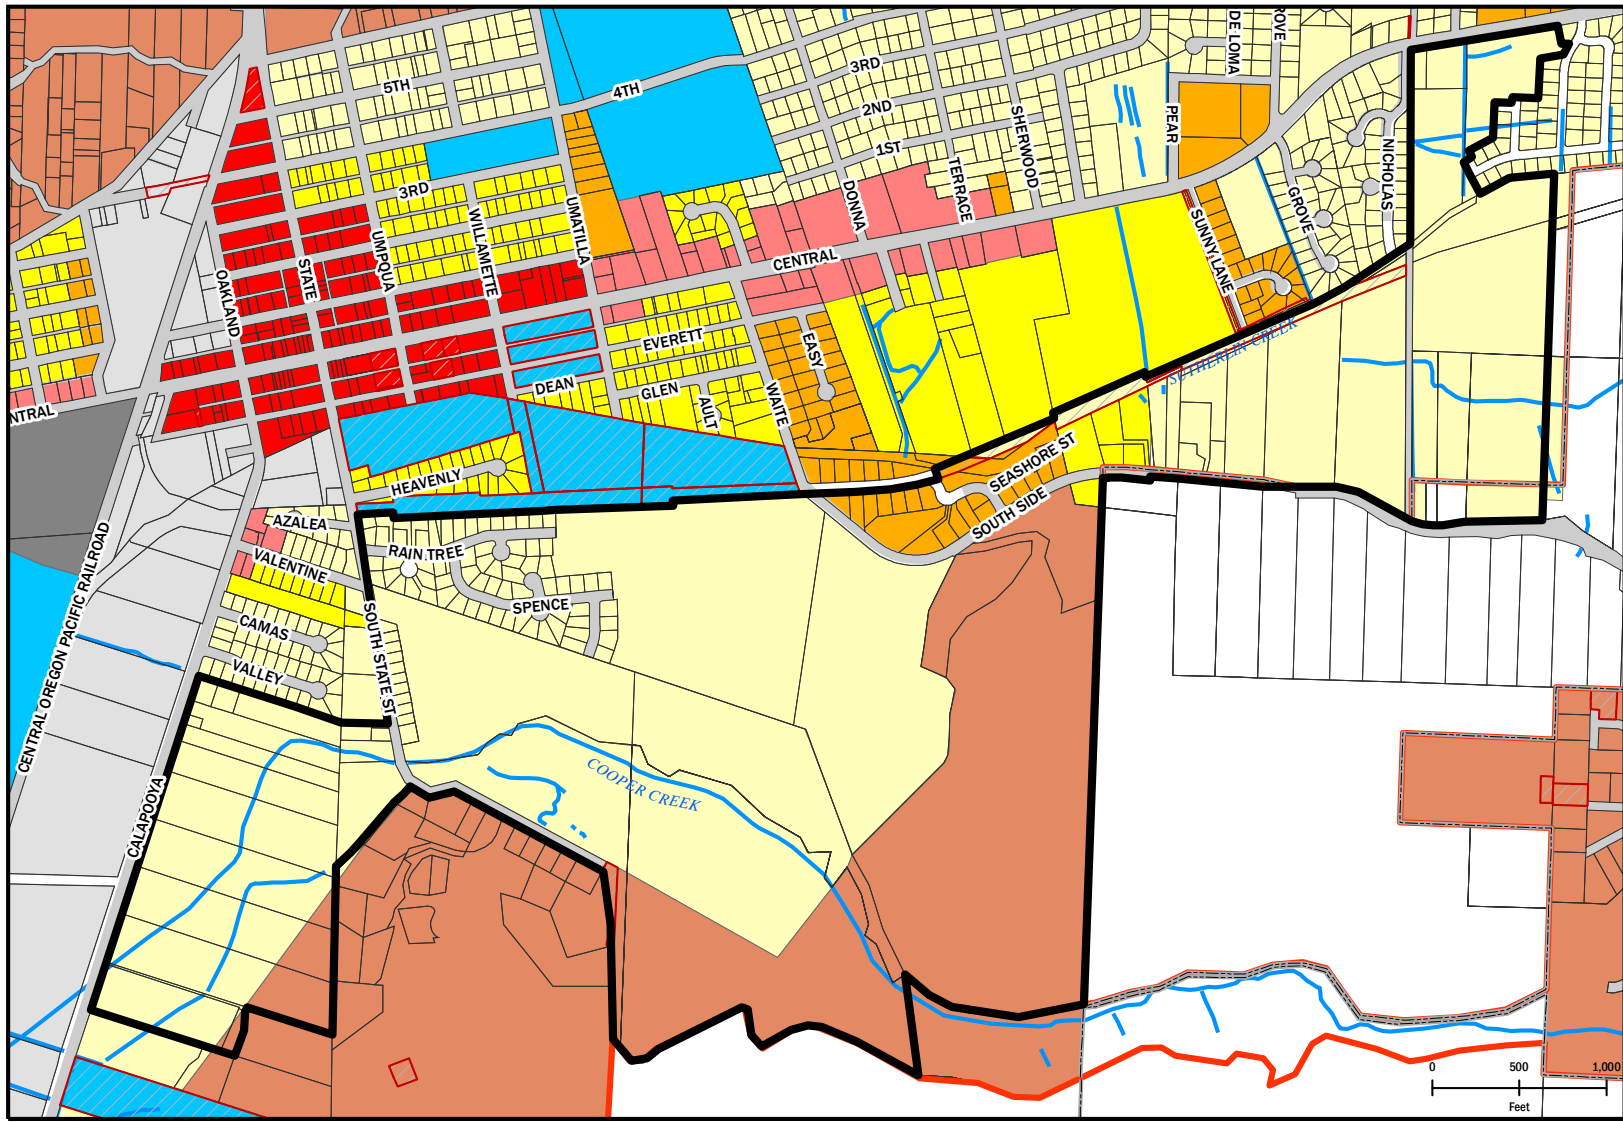 DE LOMA
ROVE
5TH
4TH
3RD
2ND
1ST
SHERWOOD
PEAR
NICHOLAS
3RD
WILLAMETTE
UMATILLA
UMPQUA
STATE
OAKLAND
DONNA
TERRACE
CENTRAL
SUNNY LANE
GROVE
SUTHERLIN CREEK
EVERETT
EASY
DEAN
GLEN
AULT
WAITE
NTRAL
HEAVENLY
SEASHORE ST
SOUTH SIDE
AZALEA
RAIN TREE
VALENTINE
SPENCE
CAMAS
VALLEY
SOUTH STATE ST
CENTRAL OREGON PACIFIC RAILROAD
CALAPOOYA
COOPER CREEK
0 500 1,000
Feet